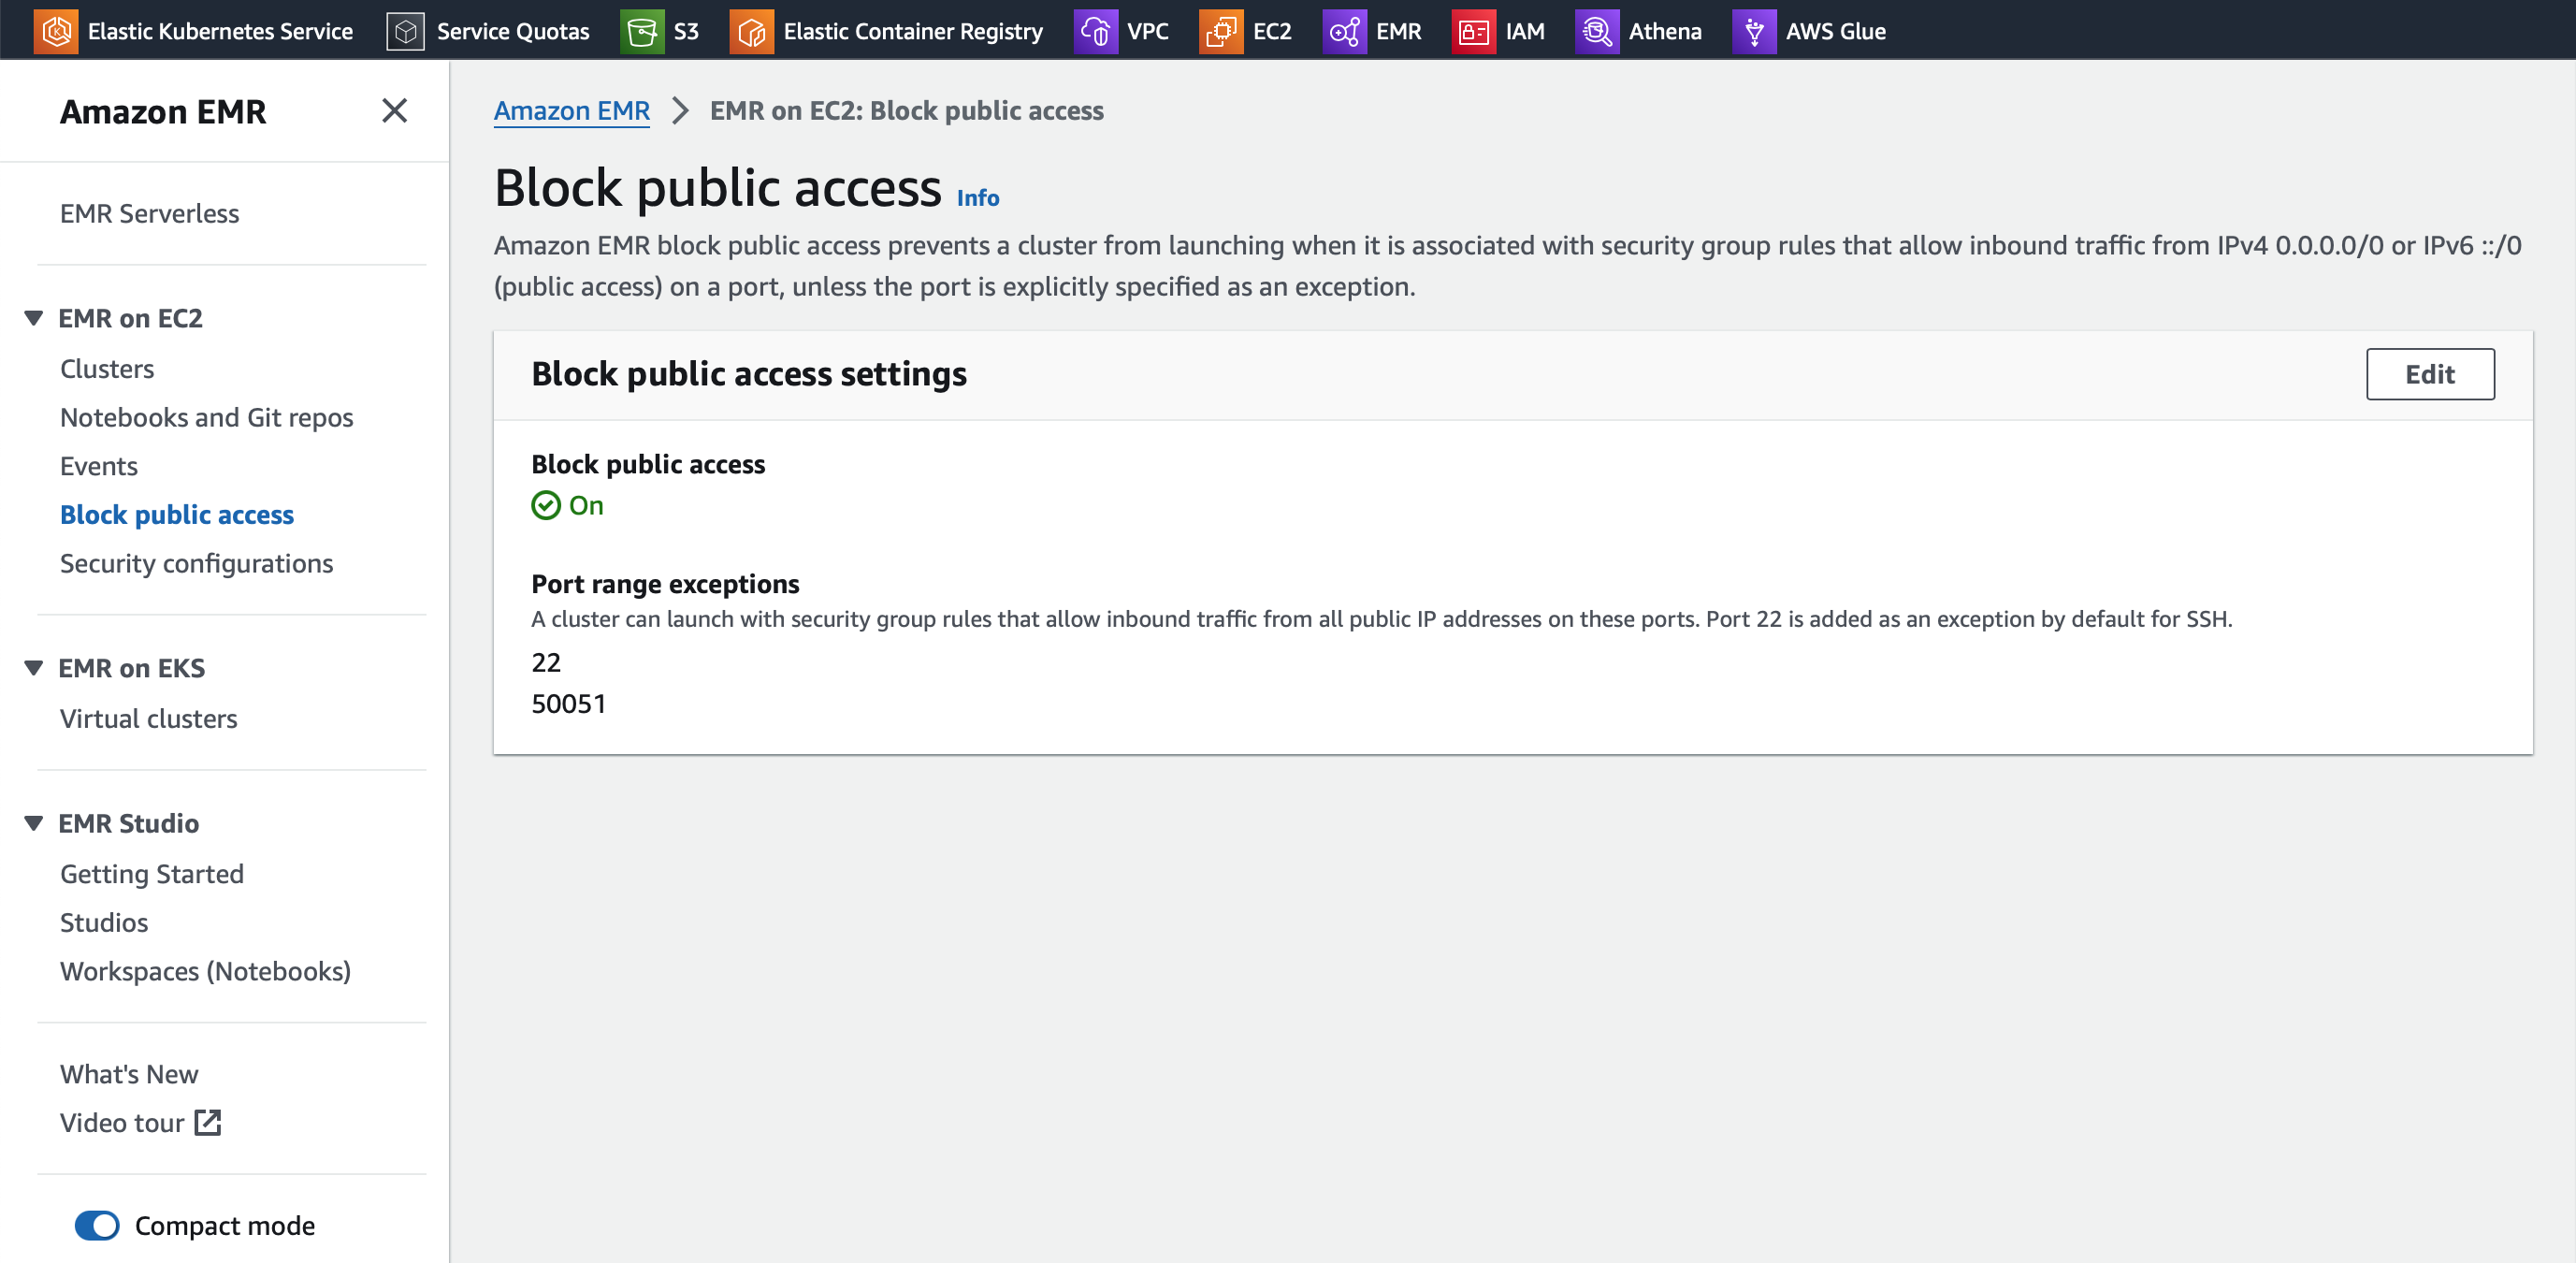 Elastic Kubernetes Service Service Quotas S3 Elastic Container Registry VPC EC2 EMR IAM Athena AWS Glue
Amazon EMR
EMR Serverless
EMR on EC2
Clusters
Notebooks and Git repos
Events
Block public access
Security configurations
EMR on EKS
Virtual clusters
EMR Studio
Getting Started
Studios
Workspaces (Notebooks)
What's New
Video tour
Compact mode
Amazon EMR > EMR on EC2: Block public access
Block public access Info
Amazon EMR block public access prevents a cluster from launching when it is associated with security group rules that allow inbound traffic from IPv4 0.0.0.0/0 or IPv6 ::/0
(public access) on a port, unless the port is explicitly specified as an exception.
Block public access settings Edit
Block public access
On
Port range exceptions
A cluster can launch with security group rules that allow inbound traffic from all public IP addresses on these ports. Port 22 is added as an exception by default for SSH.
22
50051